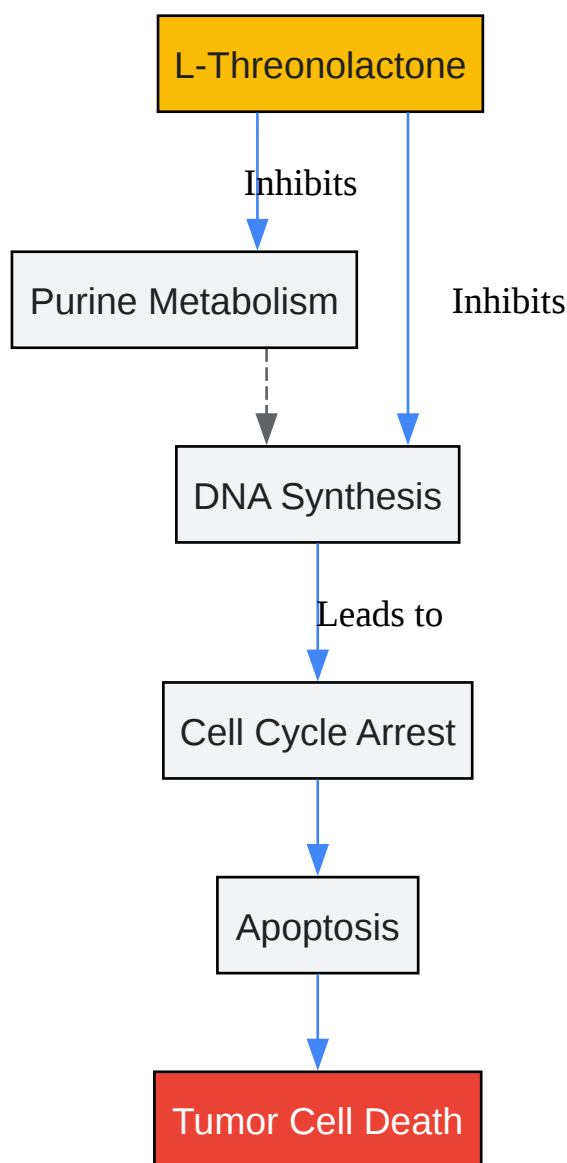 L-Threonolactone
Inhibits
Purine Metabolism
Inhibits
DNA Synthesis
Leads to
Cell Cycle Arrest
Apoptosis
Tumor Cell Death